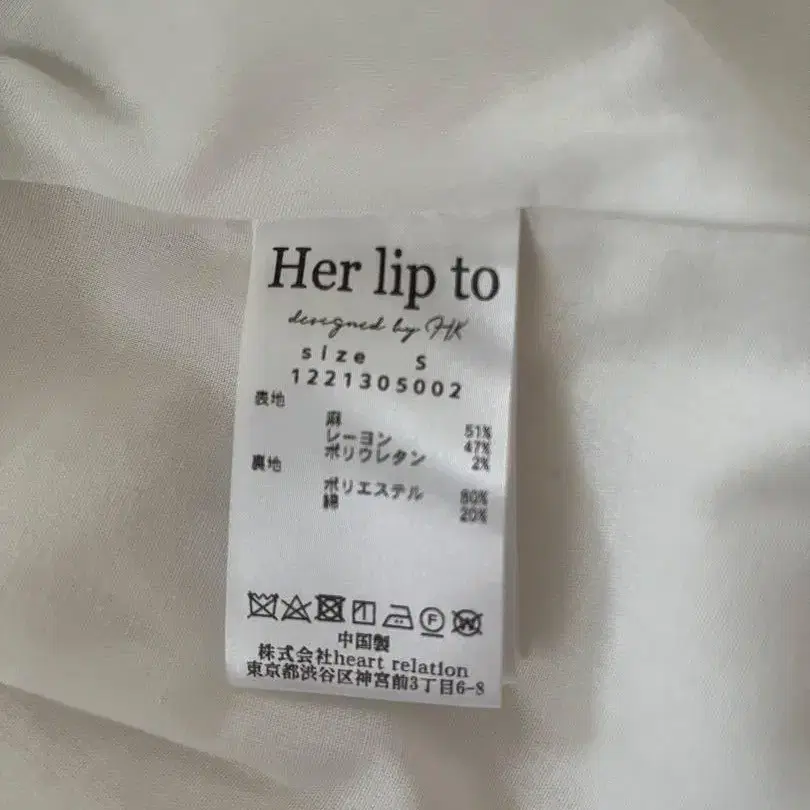 Her lip to
designed by HK
size S
1221305002
表地
麻 51%
レーヨン 47%
ポリウレタン 2%
裏地
ポリエステル 80%
綿 20%
F W
中国製
株式会社heart relation
東京都渋谷区神宮前3丁目6-8